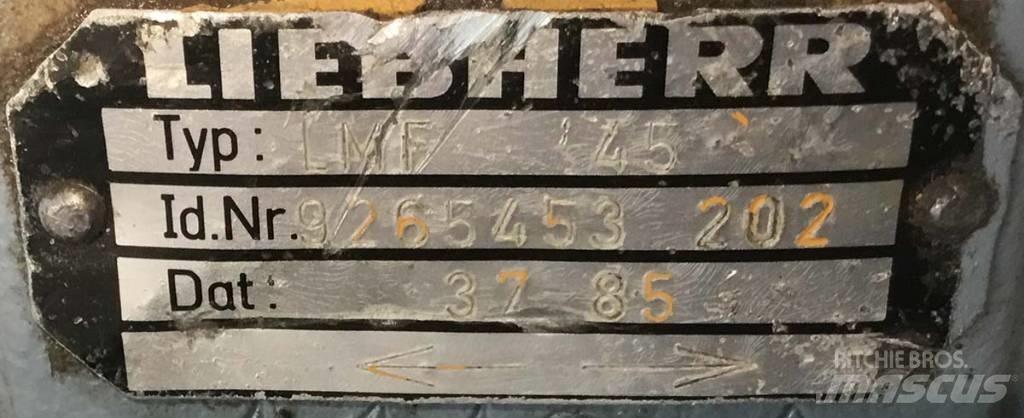 LIEBHERR
Typ: LMF 45
Id.Nr. 9265453 202
Dat: 37 85
RITCHIE BROS.
mascus